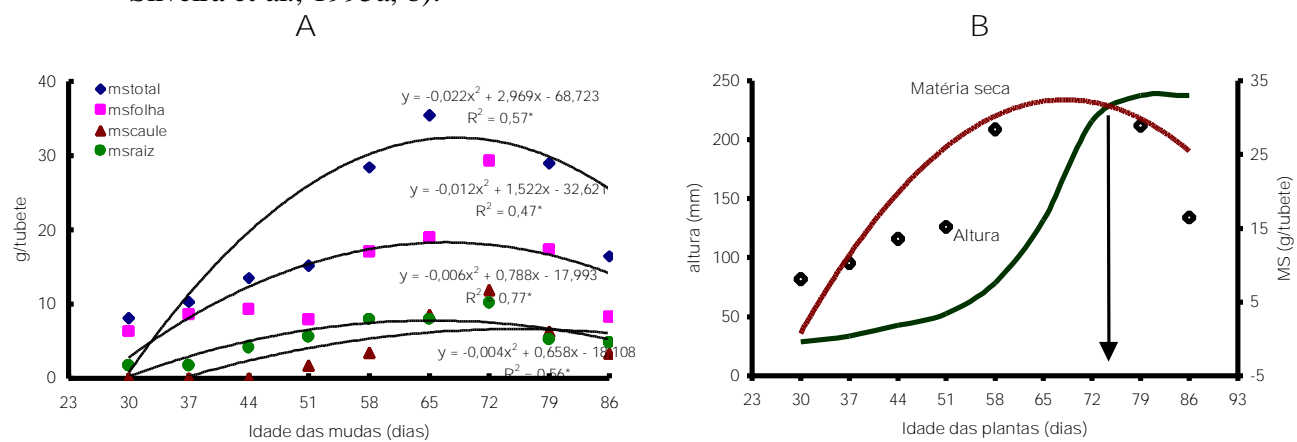 Silveira et al., 1995a, b).
A
B
mstotal
msfolha
mscaule
msraiz
g/tubete
40
30
20
10
0
y = -0,022x² + 2,969x - 68,723
R² = 0,57*
y = -0,012x² + 1,522x - 32,621
R² = 0,47*
y = -0,006x² + 0,788x - 17,993
R² = 0,77*
y = -0,004x² + 0,658x - 18,108
R² = 0,56*
23 30 37 44 51 58 65 72 79 86
Idade das mudas (dias)
altura (mm)
250
200
150
100
50
0
Matéria seca
Altura
35
25
15
5
-5
MS (g/tubete)
23 30 37 44 51 58 65 72 79 86 93
Idade das plantas (dias)